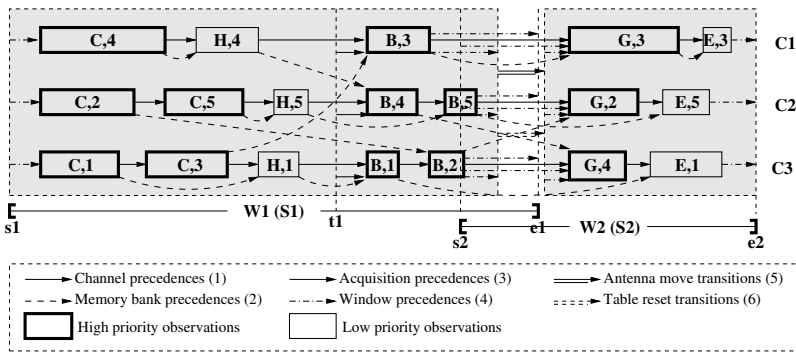 C,4 H,4 B,3 G,3 E,3 C1
C,2 C,5 H,5 B,4 B,5 G,2 E,5 C2
C,1 C,3 H,1 B,1 B,2 G,4 E,1 C3
W1 (S1)
s1 t1 e1
W2 (S2)
s2 e2
Channel precedences (1) Acquisition precedences (3) Antenna move transitions (5)
Memory bank precedences (2) Window precedences (4) Table reset transitions (6)
High priority observations Low priority observations